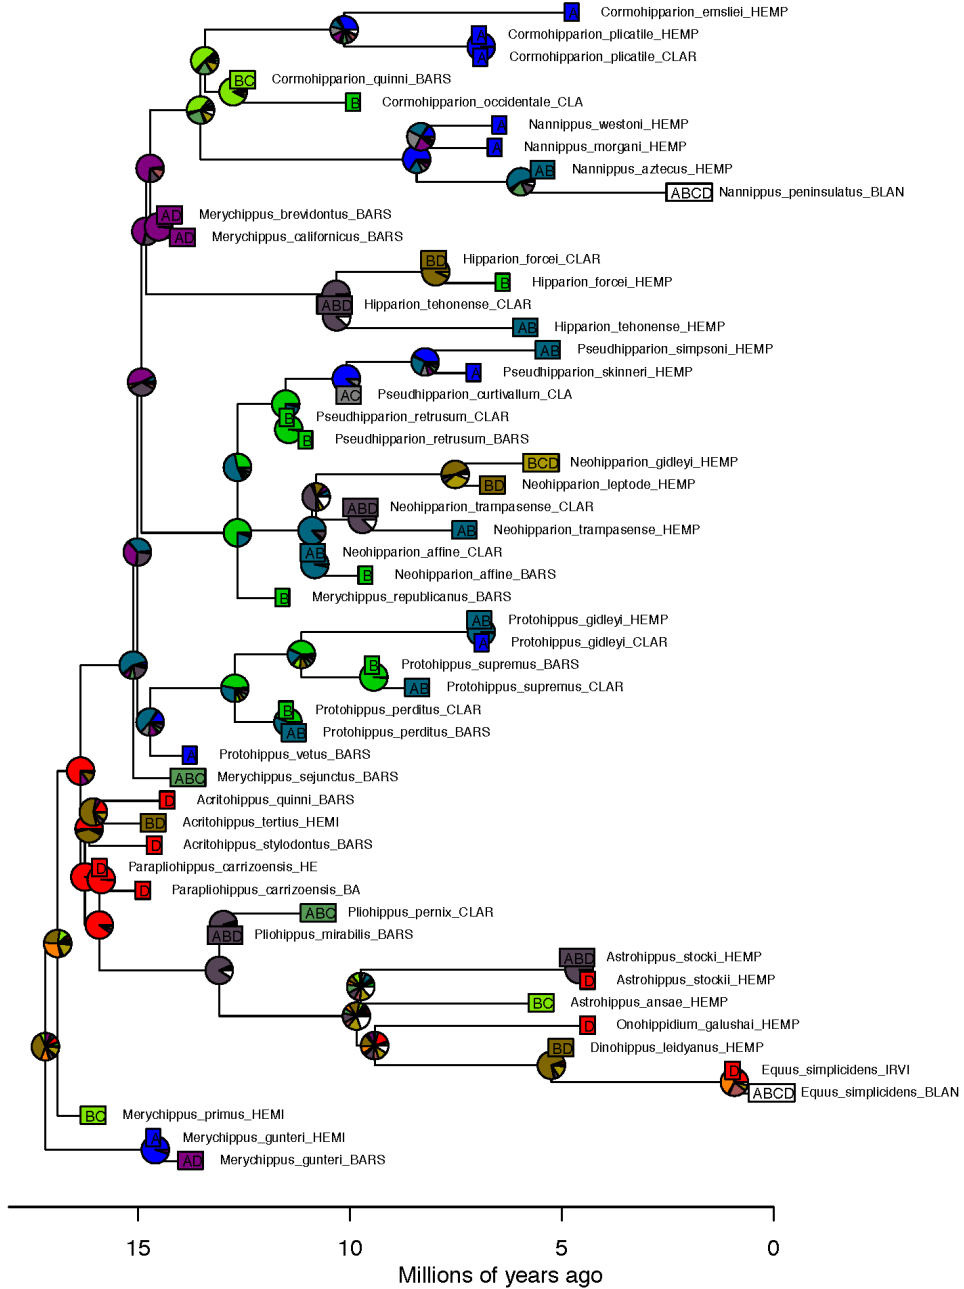 A Cormohipparion_emsliei_HEMP
A Cormohipparion_plicatile_HEMP
A Cormohipparion_plicatile_CLAR
BC Cormohipparion_quinni_BARS
B Cormohipparion_occidentale_CLA
A Nannippus_westoni_HEMP
A Nannippus_morgani_HEMP
AB Nannippus_aztecus_HEMP
ABCD Nannippus_peninsulatus_BLAN
AD Merychippus_brevidontus_BARS
AD Merychippus_californicus_BARS
BD Hipparion_forcei_CLAR
B Hipparion_forcei_HEMP
ABD Hipparion_tehonense_CLAR
AB Hipparion_tehonense_HEMP
AB Pseudhipparion_simpsoni_HEMP
A Pseudhipparion_skinneri_HEMP
AC Pseudhipparion_curtivallum_CLA
B Pseudhipparion_retrusum_CLAR
B Pseudhipparion_retrusum_BARS
BCD Neohipparion_gidleyi_HEMP
BD Neohipparion_leptode_HEMP
ABD Neohipparion_trampasense_CLAR
AB Neohipparion_trampasense_HEMP
AB Neohipparion_affine_CLAR
B Neohipparion_affine_BARS
B Merychippus_republicanus_BARS
AB Protohippus_gidleyi_HEMP
A Protohippus_gidleyi_CLAR
B Protohippus_supremus_BARS
AB Protohippus_supremus_CLAR
B Protohippus_perditus_CLAR
AB Protohippus_perditus_BARS
A Protohippus_vetus_BARS
ABC Merychippus_sejunctus_BARS
D Acritohippus_quinni_BARS
BD Acritohippus_tertius_HEMI
D Acritohippus_stylodontus_BARS
D Parapliohippus_carrizoensis_HE
D Parapliohippus_carrizoensis_BA
ABC Pliohippus_pernix_CLAR
ABD Pliohippus_mirabilis_BARS
ABD Astrohippus_stocki_HEMP
D Astrohippus_stockii_HEMP
BC Astrohippus_ansae_HEMP
D Onohippidium_galushai_HEMP
BD Dinohippus_leidyanus_HEMP
D Equus_simplicidens_IRVI
ABCD Equus_simplicidens_BLAN
BC Merychippus_primus_HEMI
A Merychippus_gunteri_HEMI
AD Merychippus_gunteri_BARS
15 10 5 0
Millions of years ago